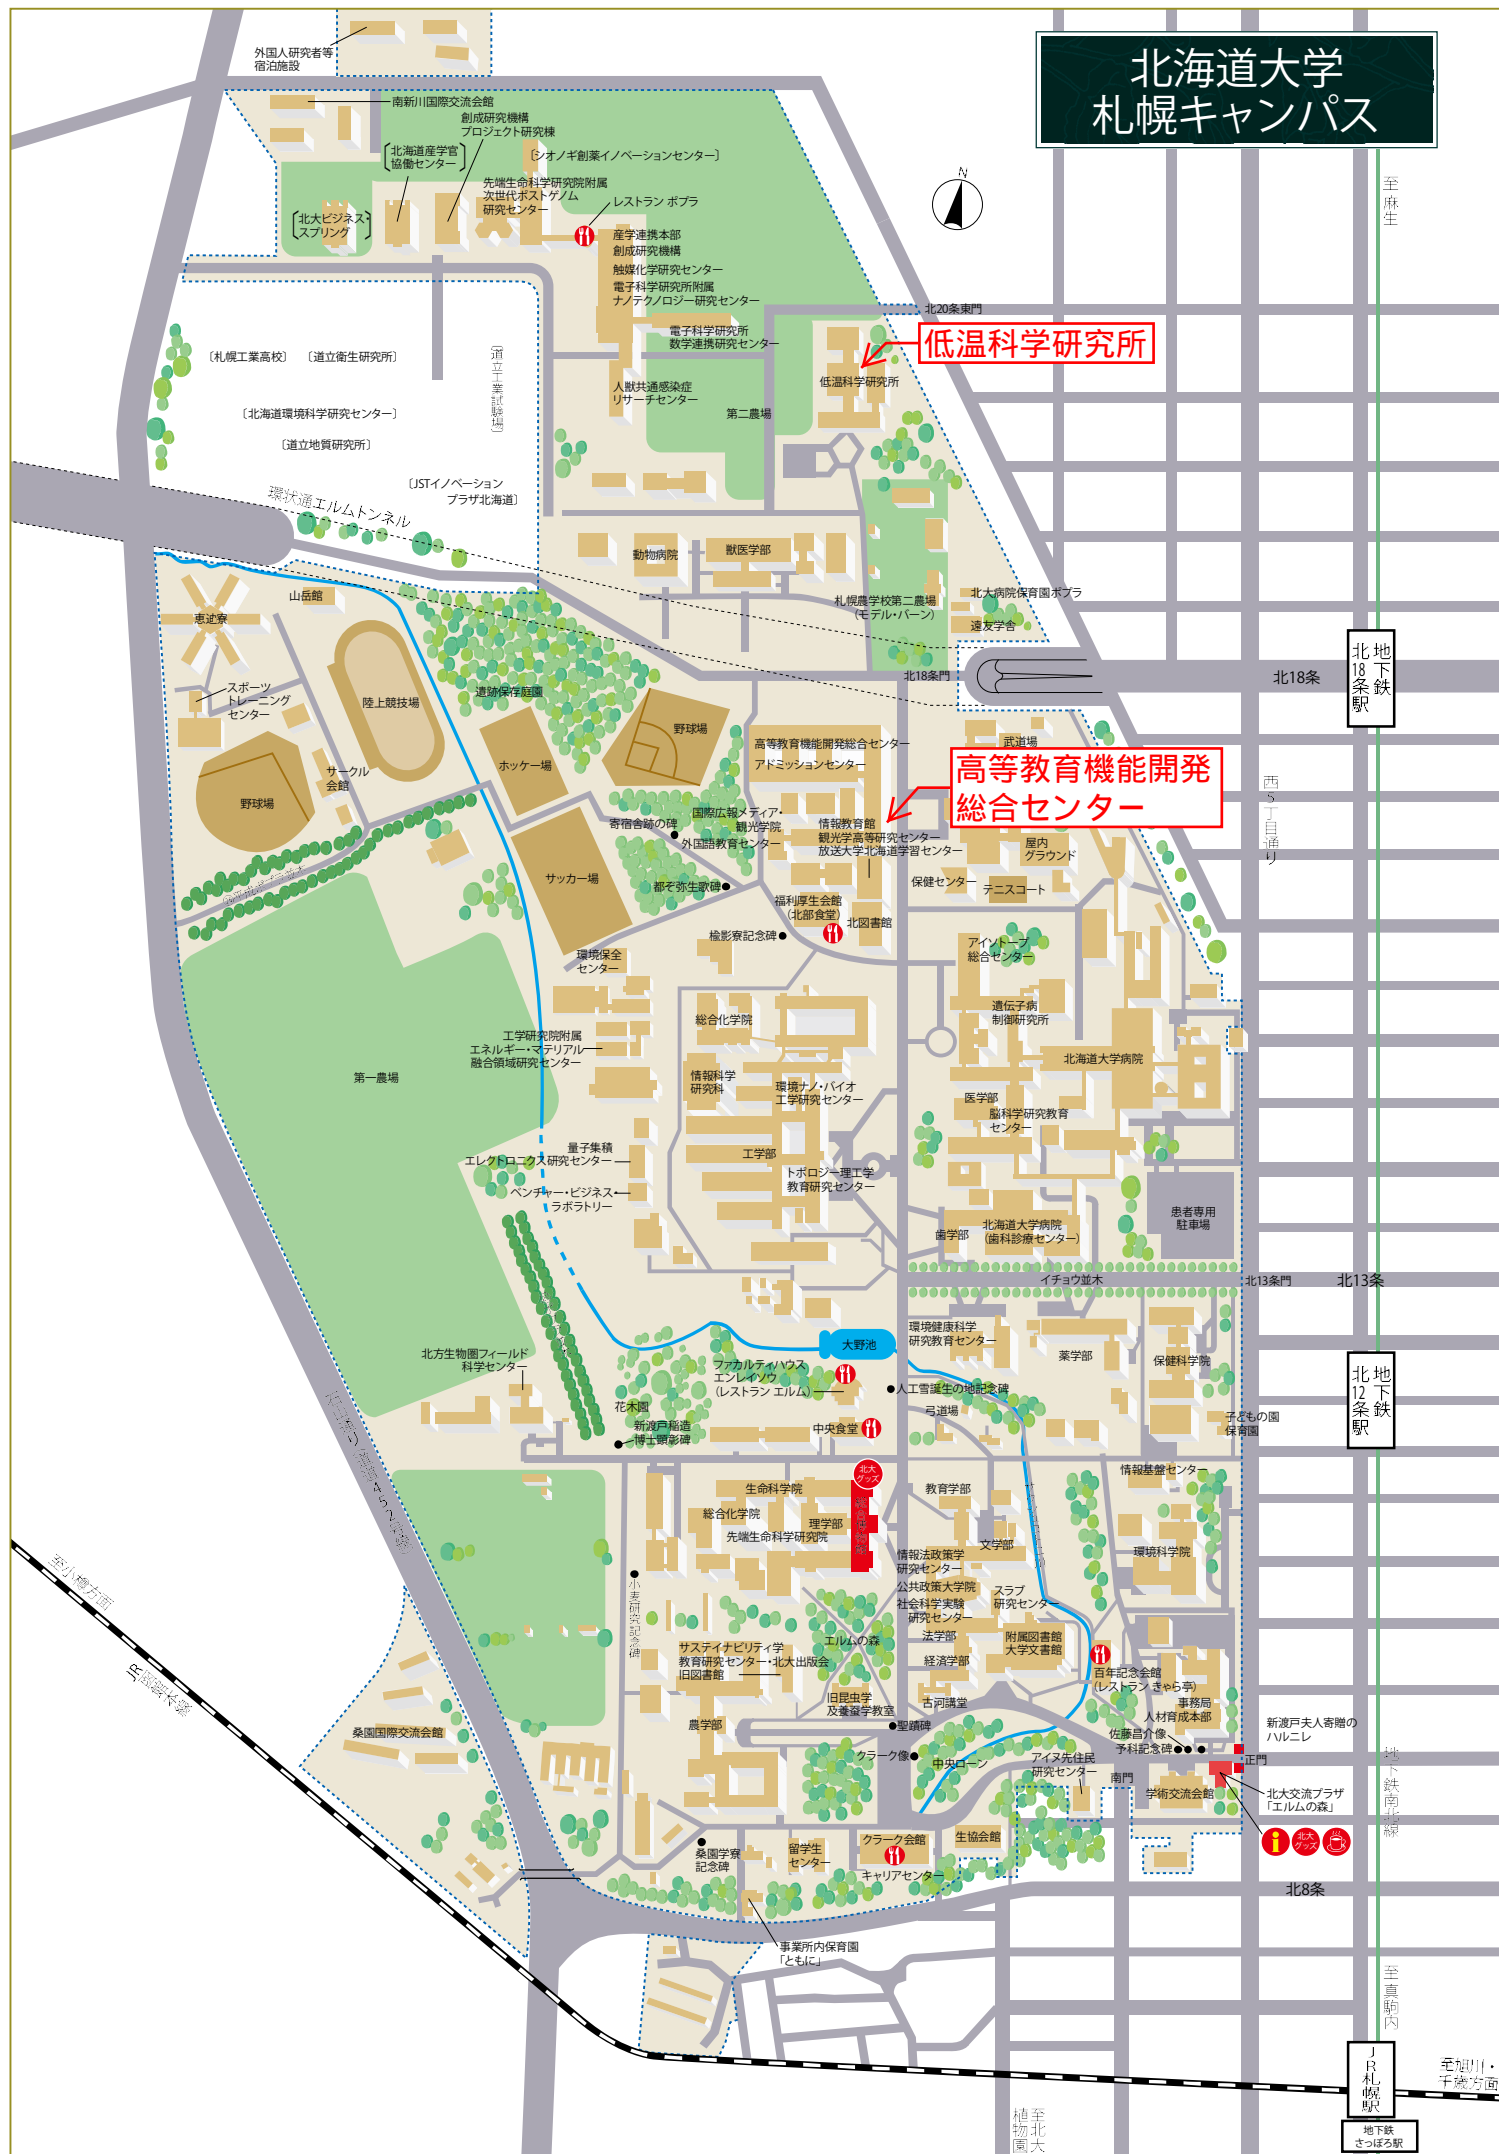 北海道大学
札幌キャンパス
外国人研究者等
宿泊施設
南新川国際交流会館
創成研究機構
プロジェクト研究棟
〔北海道産学官
協働センター〕
〔シオノギ創薬イノベーションセンター〕
先端生命科学研究院附属
次世代ポストゲノム
研究センター
レストラン ポプラ
〔北大ビジネス・
スプリング〕
産学連携本部
創成研究機構
触媒化学研究センター
電子科学研究所附属
ナノテクノロジー研究センター
電子科学研究所
数学連携研究センター
N
至麻生
北20条東門
低温科学研究所
低温科学研究所
人獣共通感染症
リサーチセンター
第二農場
〔札幌工業高校〕
〔道立衛生研究所〕
〔道立工業試験場〕
〔北海道環境科学研究センター〕
〔道立地質研究所〕
〔JSTイノベーション
プラザ北海道〕
環状通エルムトンネル
動物病院
獣医学部
札幌農学校第二農場
(モデル・バーン)
北大病院保育園ポプラ
遠友学舎
山岳館
恵迪寮
スポーツ
トレーニング
センター
陸上競技場
遺跡保存庭園
北18条門
北18条
地下鉄
北18条駅
野球場
ホッケー場
野球場
サークル
会館
高等教育機能開発総合センター
アドミッションセンター
武道場
高等教育機能開発
総合センター
西5丁目通り
国際広報メディア・
観光学院
寄宿舎跡の碑
外国語教育センター
情報教育館
観光学高等研究センター
放送大学北海道学習センター
屋内
グラウンド
サッカー場
都ぞ弥生歌碑
保健センター
テニスコート
福利厚生会館
(北部食堂)
北図書館
楡影寮記念碑
環境保全
センター
アイソトープ
総合センター
工学研究院附属
エネルギー・マテリアル
融合領域研究センター
総合化学院
遺伝子病
制御研究所
第一農場
情報科学
研究科
環境ナノ・バイオ
工学研究センター
北海道大学病院
医学部
脳科学研究教育
センター
量子集積
エレクトロニクス研究センター
工学部
トポロジー理工学
教育研究センター
ベンチャー・ビジネス・
ラボラトリー
患者専用
駐車場
歯学部
北海道大学病院
(歯科診療センター)
イチョウ並木
北13条門
北13条
大野池
環境健康科学
研究教育センター
薬学部
保健科学院
地下鉄
北12条駅
北方生物圏フィールド
科学センター
ファカルティハウス
エンレイソウ
(レストラン エルム)
人工雪誕生の地記念碑
花木園
弓道場
新渡戸稲造
博士顕彰碑
中央食堂
子どもの園
保育園
北大
グッズ
情報基盤センター
生命科学院
教育学部
総合化学院
理学部
先端生命科学研究院
文学部
情報法政策学
研究センター
環境科学院
公共政策大学院
社会科学実験
研究センター
スラブ
研究センター
小麦研究記念碑
エルムの森
法学部
附属図書館
大学文書館
サステイナビリティ学
教育研究センター・北大出版会
旧図書館
経済学部
百年記念会館
(レストラン きゃら亭)
旧昆虫学
及養蚕学教室
古河講堂
事務局
人材育成本部
農学部
聖蹟碑
佐藤昌介像
予科記念碑
新渡戸夫人寄贈の
ハルニレ
桑園国際交流会館
クラーク像
中央ローン
アイヌ先住民
研究センター
南門
正門
学術交流会館
北大交流プラザ
「エルムの森」
北大
グッズ
地下鉄南北線
至小樽方面
JR函館本線
桑園学寮
記念碑
留学生
センター
クラーク会館
生協会館
キャリアセンター
北8条
事業所内保育園
「ともに」
至真駒内
JR札幌駅
至旭川・
千歳方面
地下鉄
さっぽろ駅
至北大
植物園